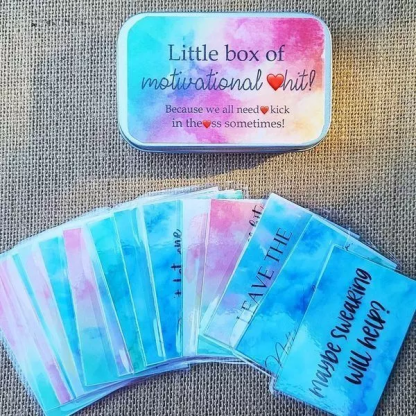 Little box of
motivational ❤hit!
Because we all need❤kick
in the❤ss sometimes!
LEAVE THE
maybe swearing
will help?